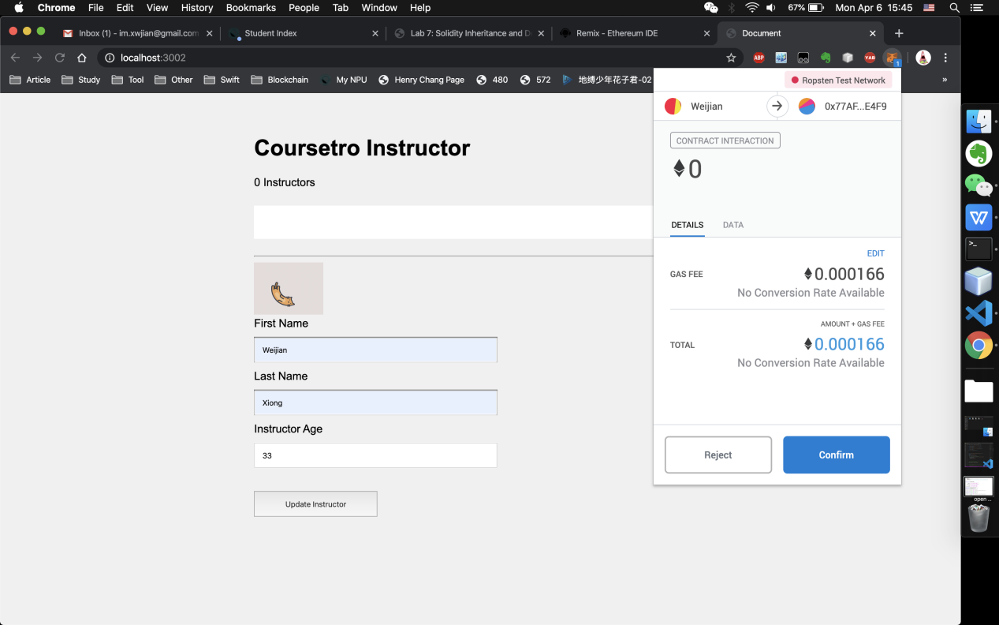 Chrome File Edit View History Bookmarks People Tab Window Help 67% Mon Apr 6 15:45
Inbox (1) - im.xwjian@gmail.com Student Index Lab 7: Solidity Inheritance and D Remix - Ethereum IDE Document
localhost:3002 ABP YAB 1
Article Study Tool Other Swift Blockchain My NPU Henry Chang Page 480 572 地缚少年花子君-02 »
Ropsten Test Network
Weijian 0x77AF...E4F9
CONTRACT INTERACTION
0
DETAILS DATA
EDIT
GAS FEE 0.000166
No Conversion Rate Available
AMOUNT + GAS FEE
TOTAL 0.000166
No Conversion Rate Available
Reject Confirm
Coursetro Instructor
0 Instructors
First Name
Weijian
Last Name
Xiong
Instructor Age
33
Update Instructor
open ...